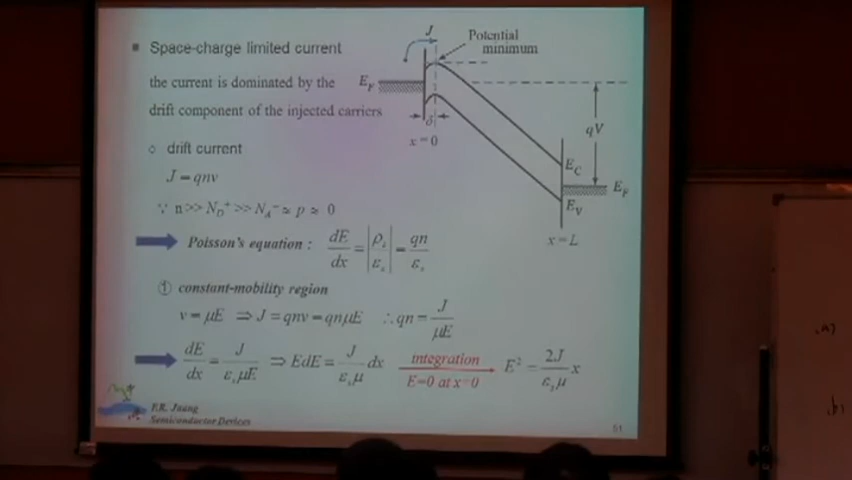 ▪ Space-charge limited current
the current is dominated by the
drift component of the injected carriers
○ drift current
J = qnv
∵ n >> N_D⁺ >> N_A⁻ ≈ p ≈ 0
Poisson's equation : dE/dx = |ρ_s/ε_s| = qn/ε_s
① constant-mobility region
v = μE ⇒ J = qnv = qnμE ∴ qn = J/μE
dE/dx = J/ε_sμE ⇒ EdE = J/ε_sμ dx integration E=0 at x=0 E² = 2J/ε_sμ x
Semiconductor Devices
51
J
Potential
minimum
E_F
δ
x = 0
qV
E_C
E_F
E_V
x = L